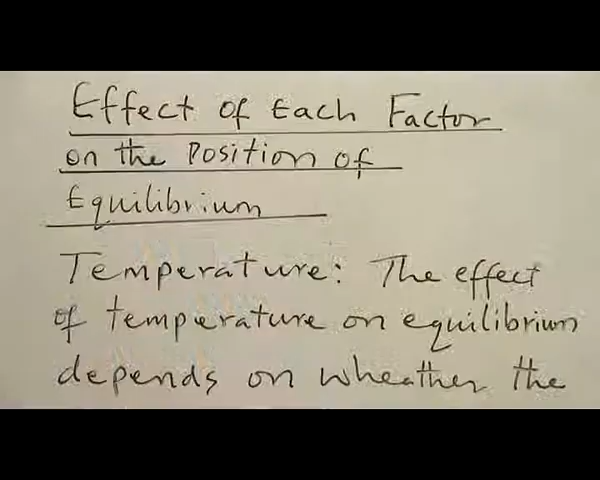 Effect of Each Factor
on the Position of
Equilibrium
Temperature: The effect
of temperature on equilibrium
depends on wheather the